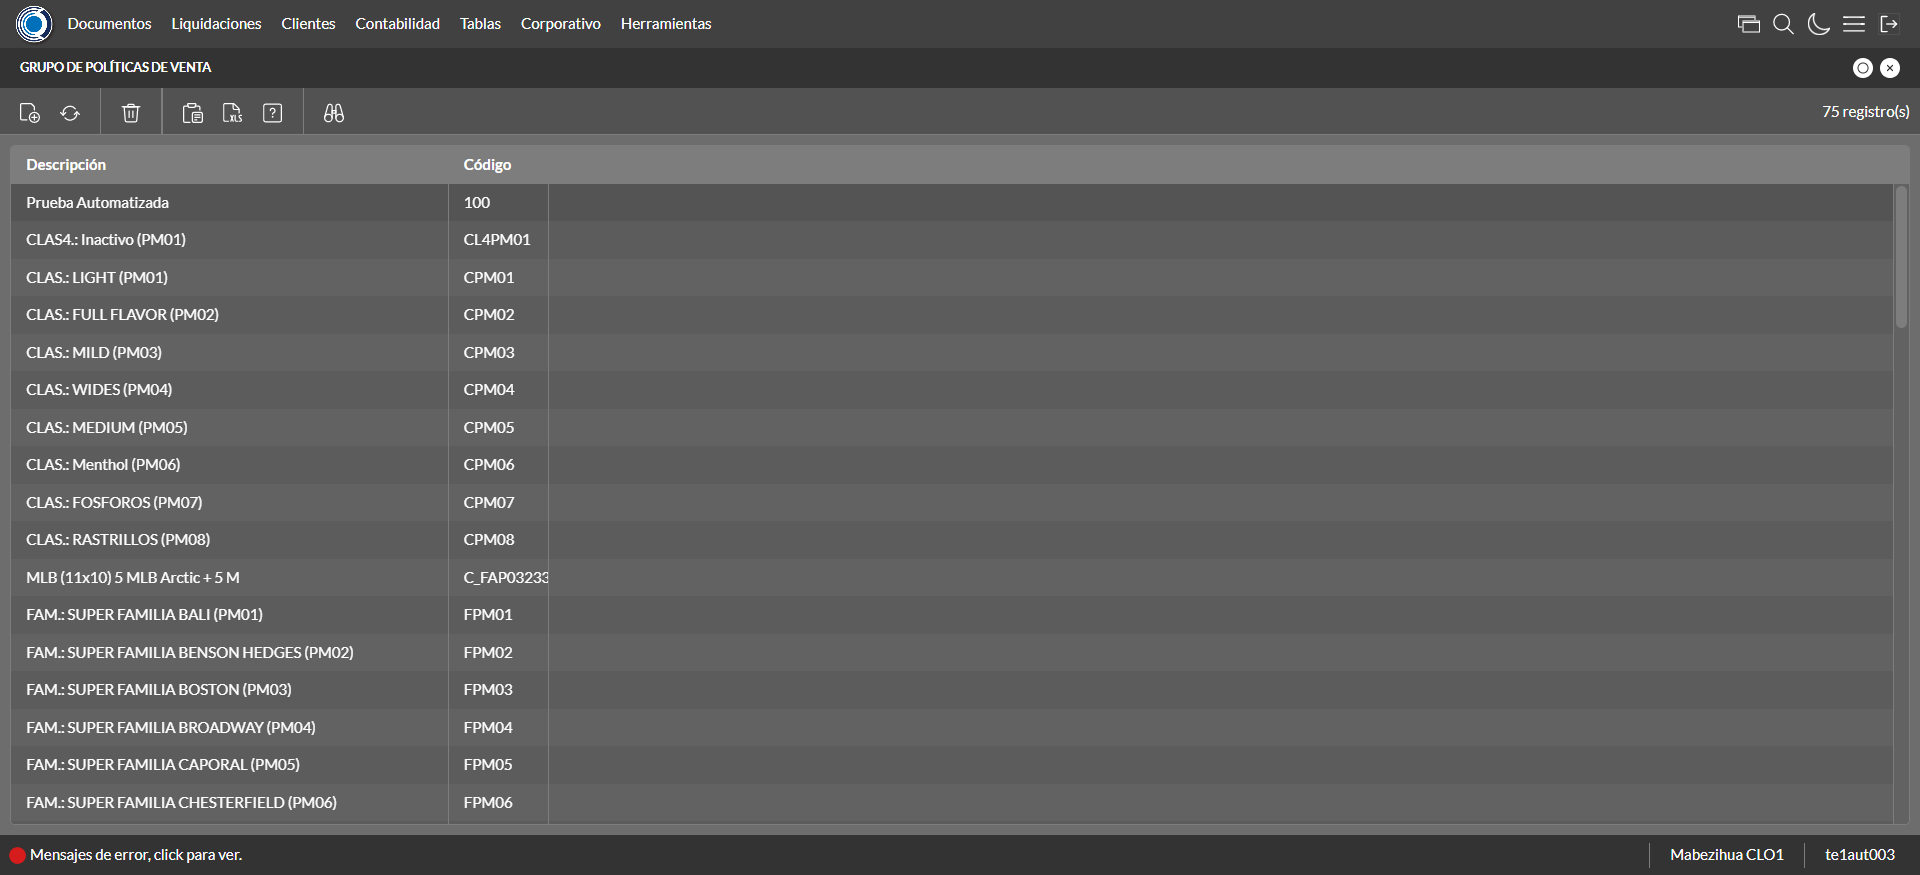 Documentos Liquidaciones Clientes Contabilidad Tablas Corporativo Herramientas
GRUPO DE POLÍTICAS DE VENTA
XLS ? 75 registro(s)
Descripción Código
Prueba Automatizada 100
CLAS4.: Inactivo (PM01) CL4PM01
CLAS.: LIGHT (PM01) CPM01
CLAS.: FULL FLAVOR (PM02) CPM02
CLAS.: MILD (PM03) CPM03
CLAS.: WIDES (PM04) CPM04
CLAS.: MEDIUM (PM05) CPM05
CLAS.: Menthol (PM06) CPM06
CLAS.: FOSFOROS (PM07) CPM07
CLAS.: RASTRILLOS (PM08) CPM08
MLB (11x10) 5 MLB Arctic + 5 M C_FAP03233
FAM.: SUPER FAMILIA BALI (PM01) FPM01
FAM.: SUPER FAMILIA BENSON HEDGES (PM02) FPM02
FAM.: SUPER FAMILIA BOSTON (PM03) FPM03
FAM.: SUPER FAMILIA BROADWAY (PM04) FPM04
FAM.: SUPER FAMILIA CAPORAL (PM05) FPM05
FAM.: SUPER FAMILIA CHESTERFIELD (PM06) FPM06
Mensajes de error, click para ver. Mabezihua CLO1 te1aut003